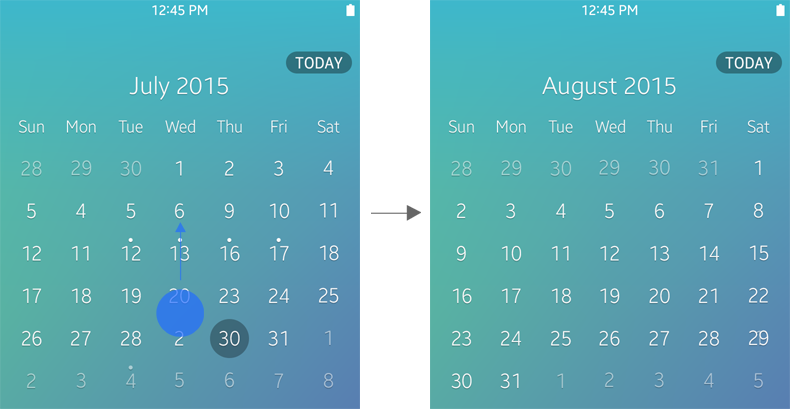 12:45 PM
TODAY
July 2015
Sun Mon Tue Wed Thu Fri Sat
28 29 30 1 2 3 4
5 4 5 6 9 10 11
12 11 12 13 16 17 18
17 18 19 20 23 24 25
26 27 28 2 30 31 1
2 3 4 5 6 7 8
12:45 PM
TODAY
August 2015
Sun Mon Tue Wed Thu Fri Sat
28 29 30 29 30 31 1
2 3 4 5 6 7 8
9 10 11 12 13 14 15
16 17 18 19 20 21 22
23 24 25 26 27 28 29
30 31 1 2 3 4 5